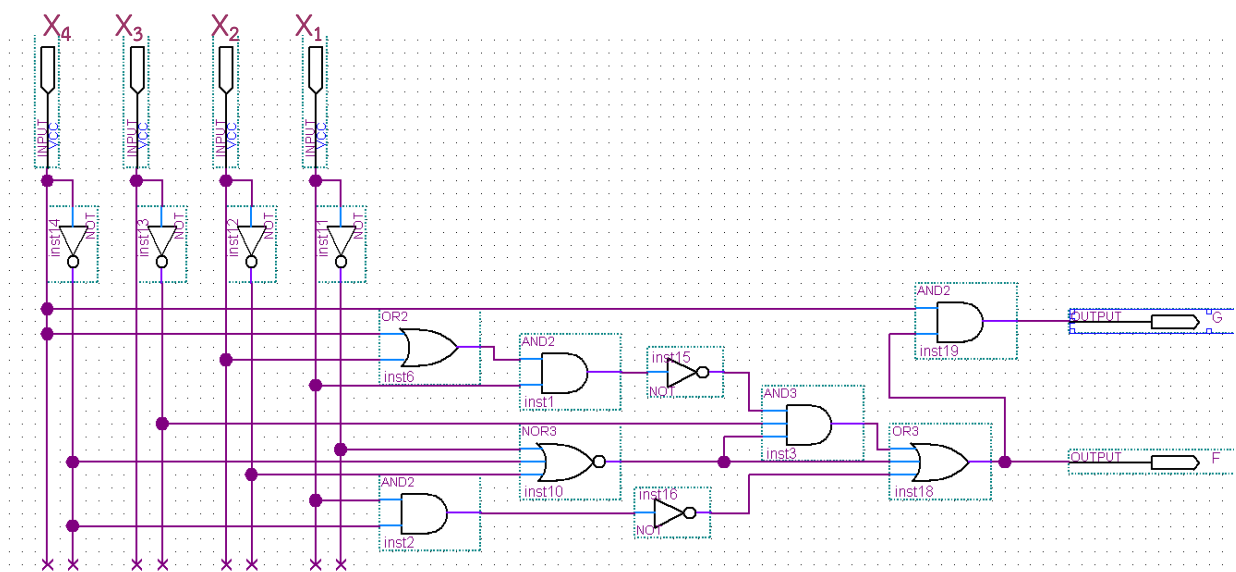 X4 X3 X2 X1
INPUT VCC INPUT VCC INPUT VCC INPUT VCC
inst14 NOT inst13 NOT inst12 NOT inst11 NOT
AND2
OUTPUT G
inst19
OR2
inst6
AND2
inst1
inst15
NOT
AND3
inst3
NOR3
inst10
OR3
inst18
OUTPUT F
AND2
inst2
inst16
NOT